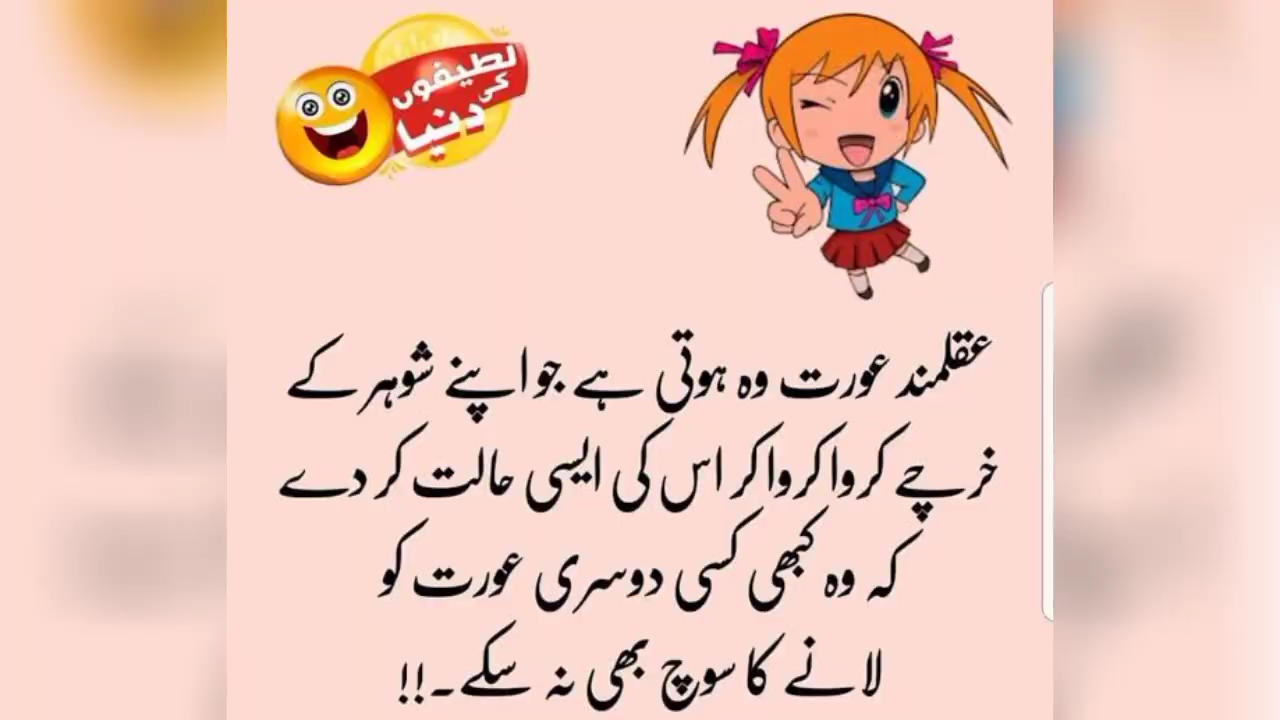 لطیفوں
کی
دنیا
عقلمند عورت وہ ہوتی ہے جو اپنے شوہر کے
خرچے کروا کروا کر اس کی ایسی حالت کر دے
کہ وہ کبھی کسی دوسری عورت کو
لانے کا سوچ بھی نہ سکے۔!!